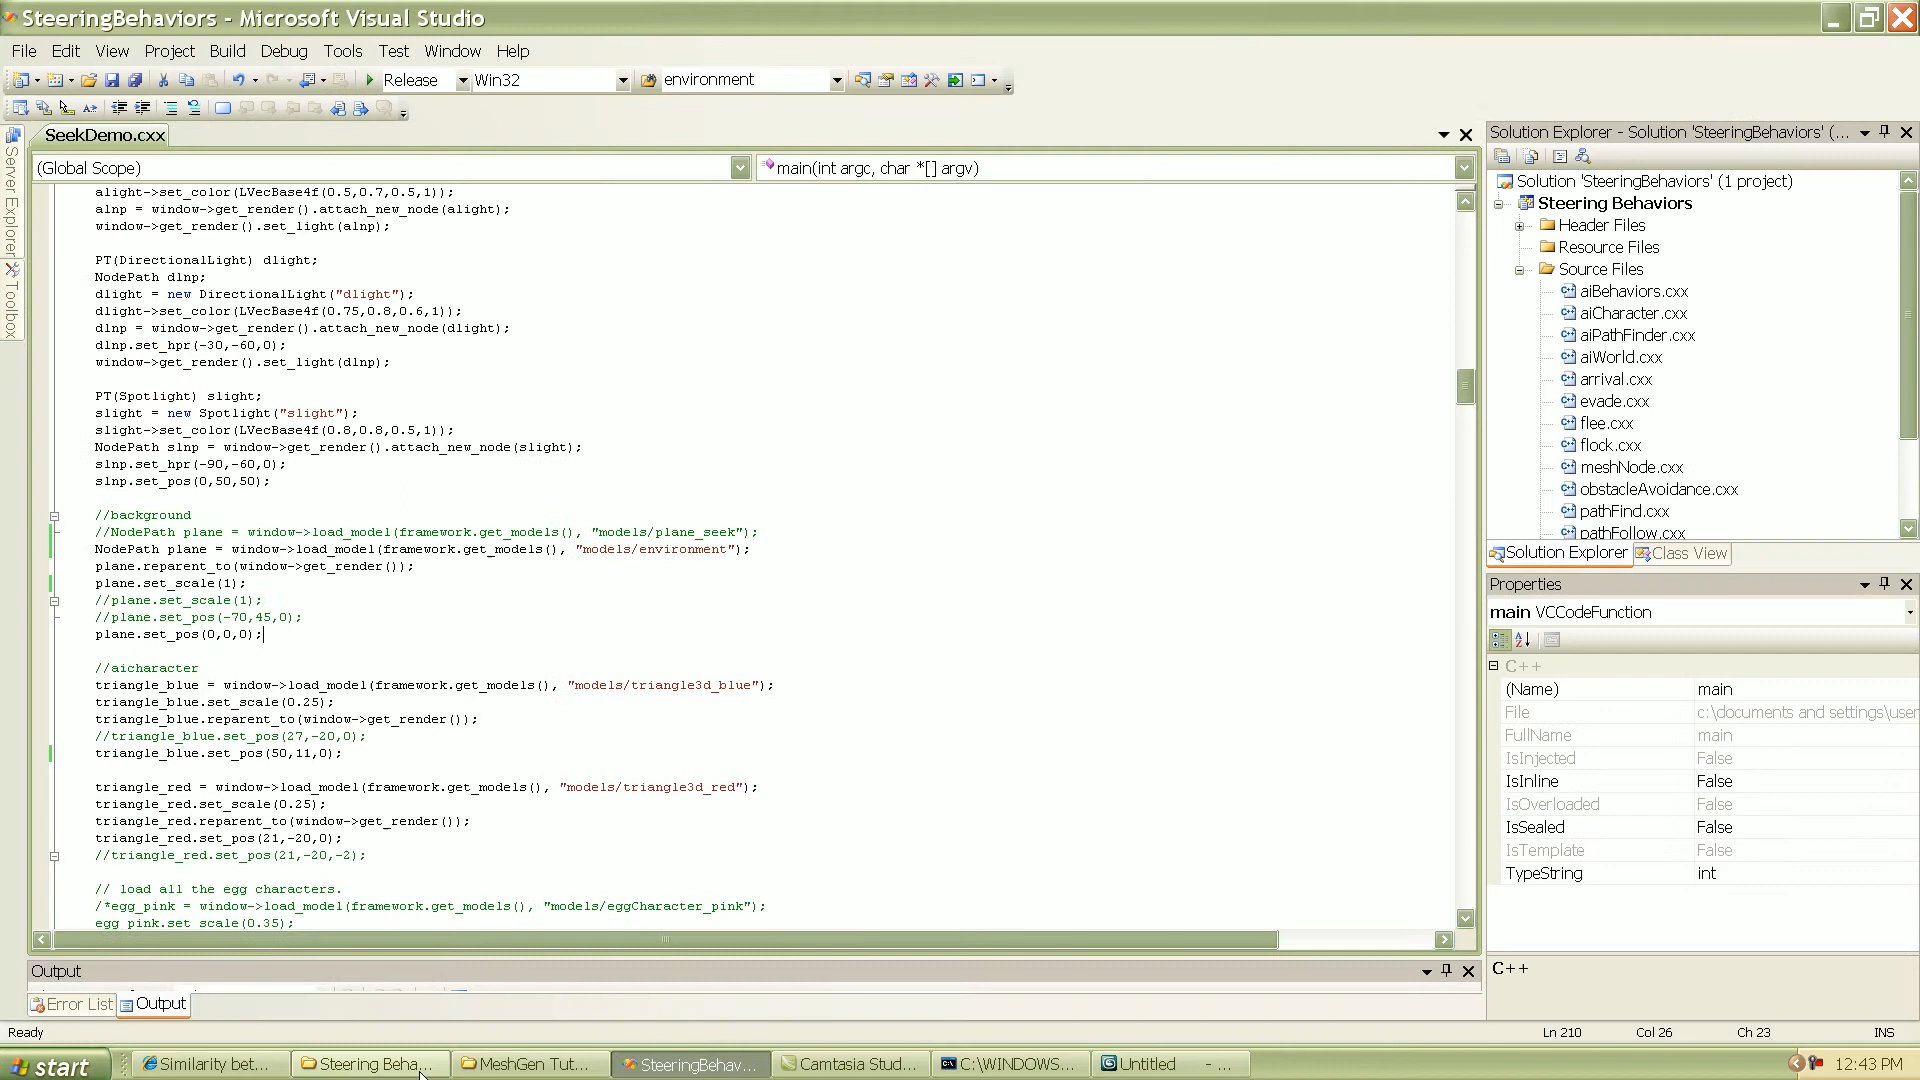 SteeringBehaviors - Microsoft Visual Studio
File Edit View Project Build Debug Tools Test Window Help
Release Win32 environment
SeekDemo.cxx
(Global Scope) main(int argc, char *[] argv)
alight->set_color(LVecBase4f(0.5,0.7,0.5,1));
alnp = window->get_render().attach_new_node(alight);
window->get_render().set_light(alnp);
PT(DirectionalLight) dlight;
NodePath dlnp;
dlight = new DirectionalLight("dlight");
dlight->set_color(LVecBase4f(0.75,0.8,0.6,1));
dlnp = window->get_render().attach_new_node(dlight);
dlnp.set_hpr(-30,-60,0);
window->get_render().set_light(dlnp);
PT(Spotlight) slight;
slight = new Spotlight("slight");
slight->set_color(LVecBase4f(0.8,0.8,0.5,1));
NodePath slnp = window->get_render().attach_new_node(slight);
slnp.set_hpr(-90,-60,0);
slnp.set_pos(0,50,50);
//background
//NodePath plane = window->load_model(framework.get_models(), "models/plane_seek");
NodePath plane = window->load_model(framework.get_models(), "models/environment");
plane.reparent_to(window->get_render());
plane.set_scale(1);
//plane.set_scale(1);
//plane.set_pos(-70,45,0);
plane.set_pos(0,0,0);
//aicharacter
triangle_blue = window->load_model(framework.get_models(), "models/triangle3d_blue");
triangle_blue.set_scale(0.25);
triangle_blue.reparent_to(window->get_render());
//triangle_blue.set_pos(27,-20,0);
triangle_blue.set_pos(50,11,0);
triangle_red = window->load_model(framework.get_models(), "models/triangle3d_red");
triangle_red.set_scale(0.25);
triangle_red.reparent_to(window->get_render());
triangle_red.set_pos(21,-20,0);
//triangle_red.set_pos(21,-20,-2);
// load all the egg characters.
/*egg_pink = window->load_model(framework.get_models(), "models/eggCharacter_pink");
egg_pink.set_scale(0.35);
Server Explorer
Toolbox
Solution Explorer - Solution 'SteeringBehaviors' (...
Solution 'SteeringBehaviors' (1 project)
Steering Behaviors
Header Files
Resource Files
Source Files
aiBehaviors.cxx
aiCharacter.cxx
aiPathFinder.cxx
aiWorld.cxx
arrival.cxx
evade.cxx
flee.cxx
flock.cxx
meshNode.cxx
obstacleAvoidance.cxx
pathFind.cxx
pathFollow.cxx
Solution Explorer Class View
Properties
main VCCodeFunction
C++
(Name) main
File c:\documents and settings\user
FullName main
IsInjected False
IsInline False
IsOverloaded False
IsSealed False
IsTemplate False
TypeString int
C++
Output
Error List Output
Ready Ln 210 Col 26 Ch 23 INS
start Similarity bet... Steering Beha... MeshGen Tut... SteeringBehav... Camtasia Stud... C:\WINDOWS... Untitled - ... 12:43 PM